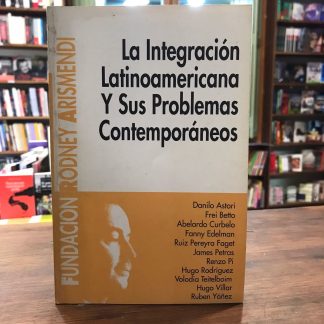 FUNDACION RODNEY ARISMENDI
La Integración
Latinoamericana
Y Sus Problemas
Contemporáneos
Danilo Astori
Frei Betto
Abelardo Curbelo
Fanny Edelman
Ruiz Pereyra Faget
James Petras
Renzo Pi
Hugo Rodríguez
Volodia Teitelboim
Hugo Villar
Ruben Yáñez